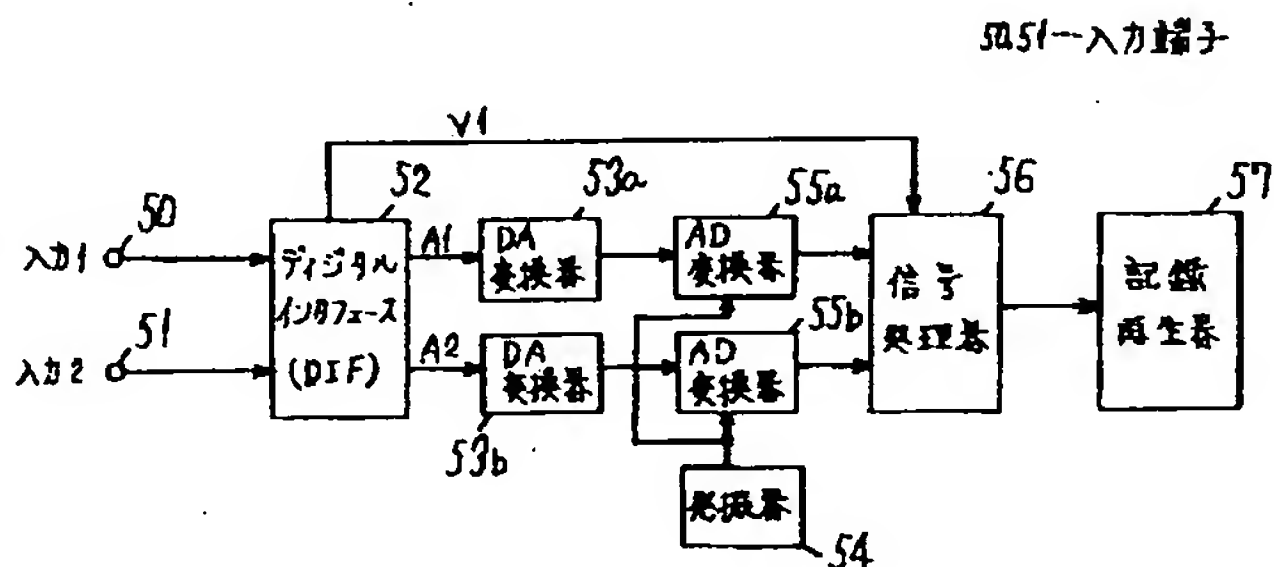 50,51…入力端子
V1
52
53a
55a
56
57
50
入力1
ディジタル
インタフェース
(DIF)
A1
DA
変換器
AD
変換器
信号
処理器
記録
再生器
51
入力2
A2
DA
変換器
55b
AD
変換器
53b
発振器
54